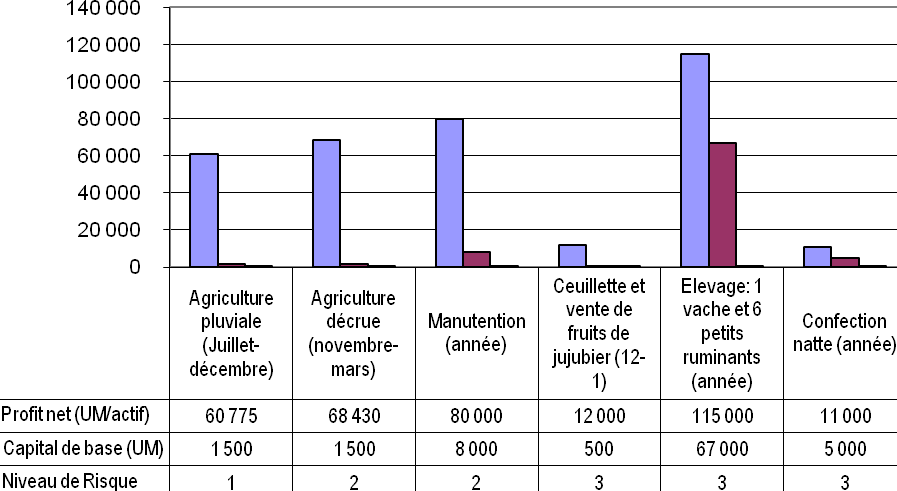 140 000
120 000
100 000
80 000
60 000
40 000
20 000
0
Agriculture
pluviale
(Juillet-
décembre)
Agriculture
décrue
(novembre-
mars)
Manutention
(année)
Ceuillette et
vente de
fruits de
jujubier (12-
1)
Elevage: 1
vache et 6
petits
ruminants
(année)
Confection
natte (année)
Profit net (UM/actif) 60 775 68 430 80 000 12 000 115 000 11 000
Capital de base (UM) 1 500 1 500 8 000 500 67 000 5 000
Niveau de Risque 1 2 2 3 3 3